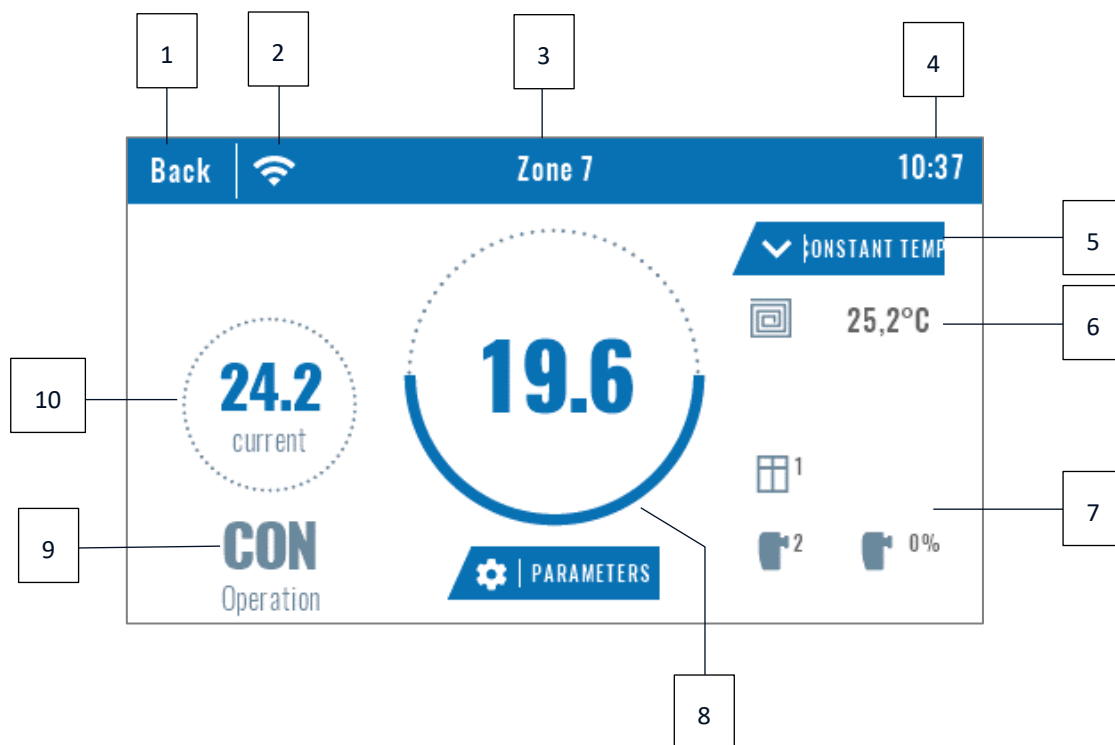 1
2
3
4
Back
Zone 7
10:37
5
CONSTANT TEMP
6
25,2°C
19.6
10
24.2
current
1
7
9
CON
Operation
2
0%
PARAMETERS
8